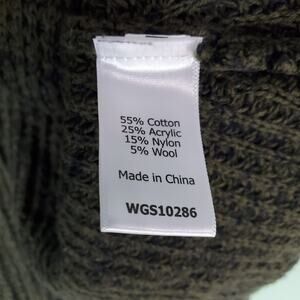 55% Cotton
25% Acrylic
15% Nylon
5% Wool
Made in China
WGS10286